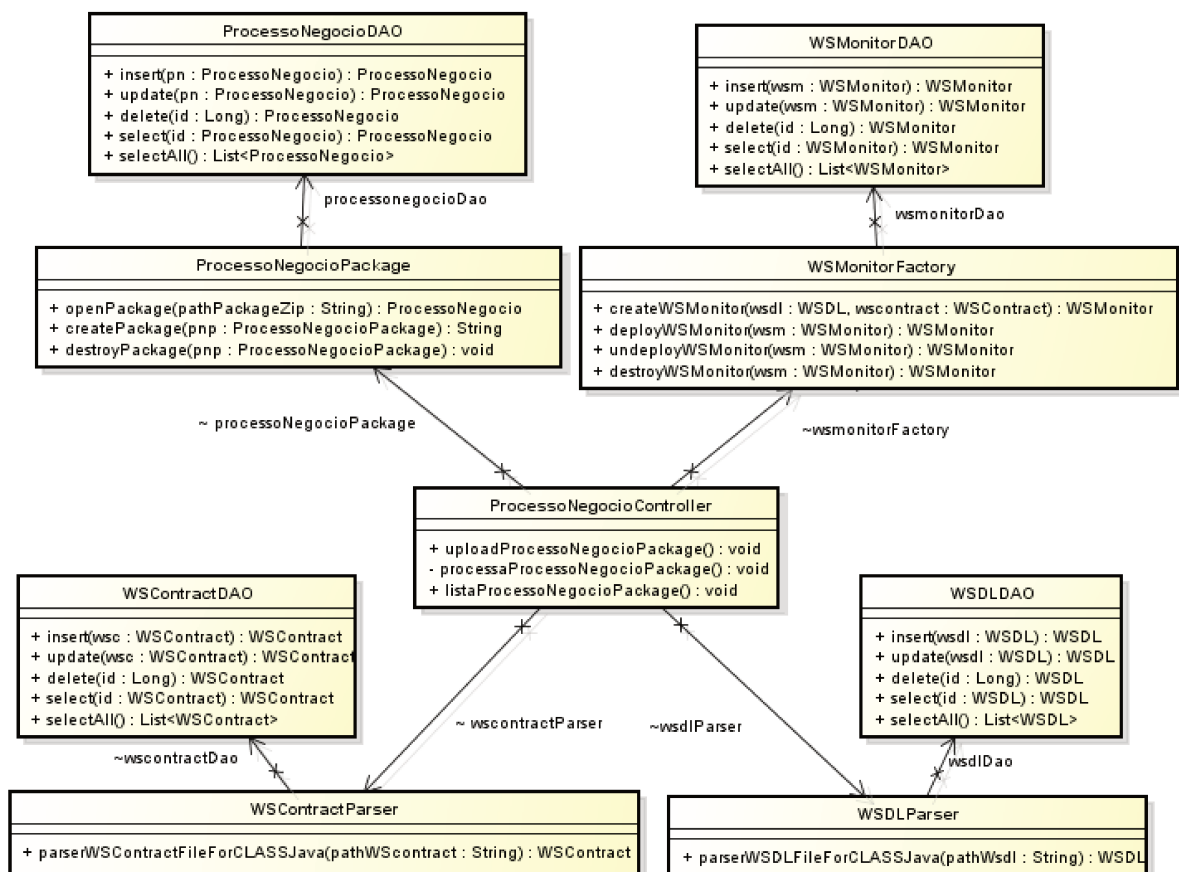 ProcessoNegocioDAO
+ insert(pn : ProcessoNegocio) : ProcessoNegocio
+ update(pn : ProcessoNegocio) : ProcessoNegocio
+ delete(id : Long) : ProcessoNegocio
+ select(id : ProcessoNegocio) : ProcessoNegocio
+ selectAll() : List<ProcessoNegocio>
WSMonitorDAO
+ insert(wsm : WSMonitor) : WSMonitor
+ update(wsm : WSMonitor) : WSMonitor
+ delete(id : Long) : WSMonitor
+ select(id : WSMonitor) : WSMonitor
+ selectAll() : List<WSMonitor>
processonegocioDao
wsmonitorDao
ProcessoNegocioPackage
+ openPackage(pathPackageZip : String) : ProcessoNegocio
+ createPackage(pnp : ProcessoNegocioPackage) : String
+ destroyPackage(pnp : ProcessoNegocioPackage) : void
WSMonitorFactory
+ createWSMonitor(wsdl : WSDL, wscontract : WSContract) : WSMonitor
+ deployWSMonitor(wsm : WSMonitor) : WSMonitor
+ undeployWSMonitor(wsm : WSMonitor) : WSMonitor
+ destroyWSMonitor(wsm : WSMonitor) : WSMonitor
~ processoNegocioPackage
~wsmonitorFactory
ProcessoNegocioController
+ uploadProcessoNegocioPackage() : void
- processaProcessoNegocioPackage() : void
+ listaProcessoNegocioPackage() : void
WSContractDAO
+ insert(wsc : WSContract) : WSContract
+ update(wsc : WSContract) : WSContract
+ delete(id : Long) : WSContract
+ select(id : WSContract) : WSContract
+ selectAll() : List<WSContract>
WSDLDAO
+ insert(wsdl : WSDL) : WSDL
+ update(wsdl : WSDL) : WSDL
+ delete(id : Long) : WSDL
+ select(id : WSDL) : WSDL
+ selectAll() : List<WSDL>
~ wscontractParser
~wsdlParser
~wscontractDao
wsdlDao
WSContractParser
+ parserWSContractFileForCLASSJava(pathWScontract : String) : WSContract
WSDLParser
+ parserWSDLFileForCLASSJava(pathWsdl : String) : WSDL